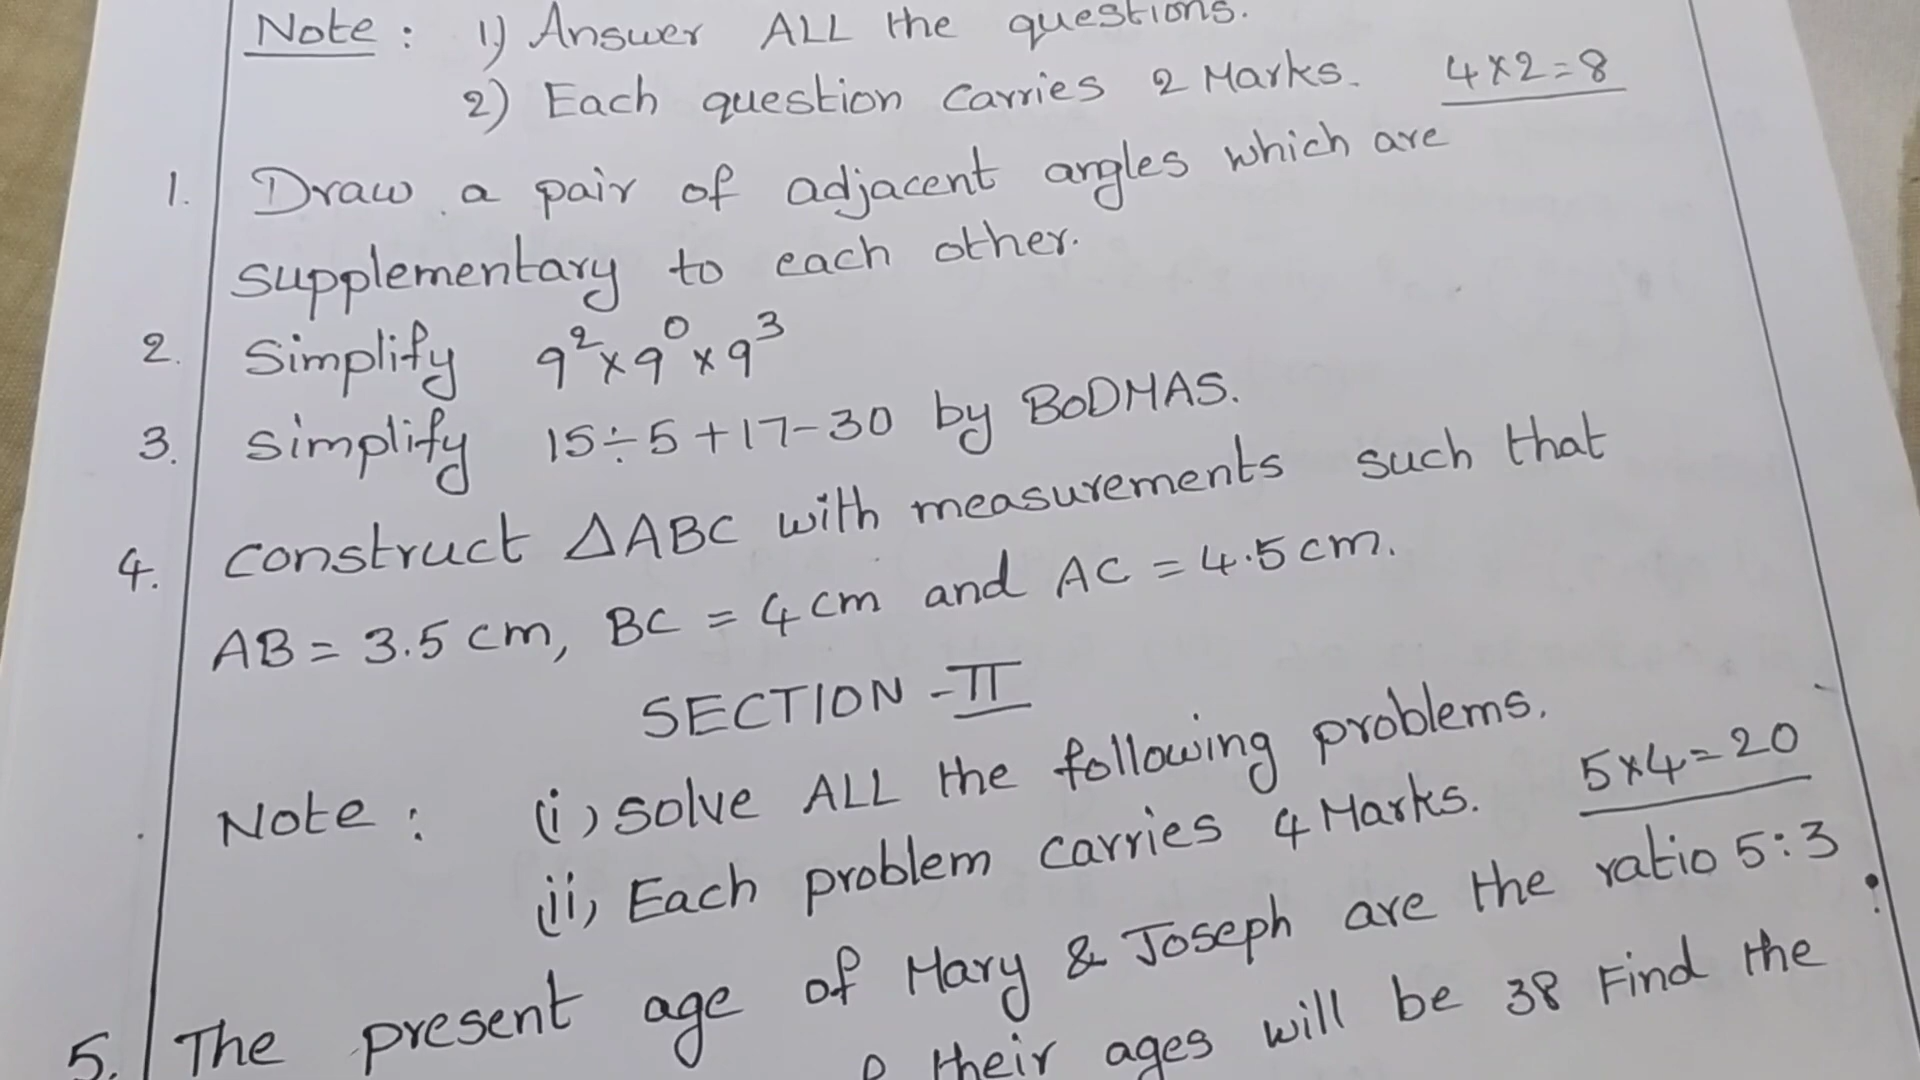 Note : 1) Answer ALL the questions.
2) Each question carries 2 Marks. 4×2=8
1. Draw a pair of adjacent angles which are
supplementary to each other.
2. Simplify 9²×9⁰×9³
3. Simplify 15÷5+17-30 by BODMAS.
4. construct △ABC with measurements such that
AB = 3.5 cm, BC = 4 cm and AC = 4.5 cm.
SECTION - II
Note : (i) solve ALL the following problems.
(ii) Each problem carries 4 Marks. 5×4=20
5. The present age of Mary & Joseph are the ratio 5:3
their ages will be 38 Find the